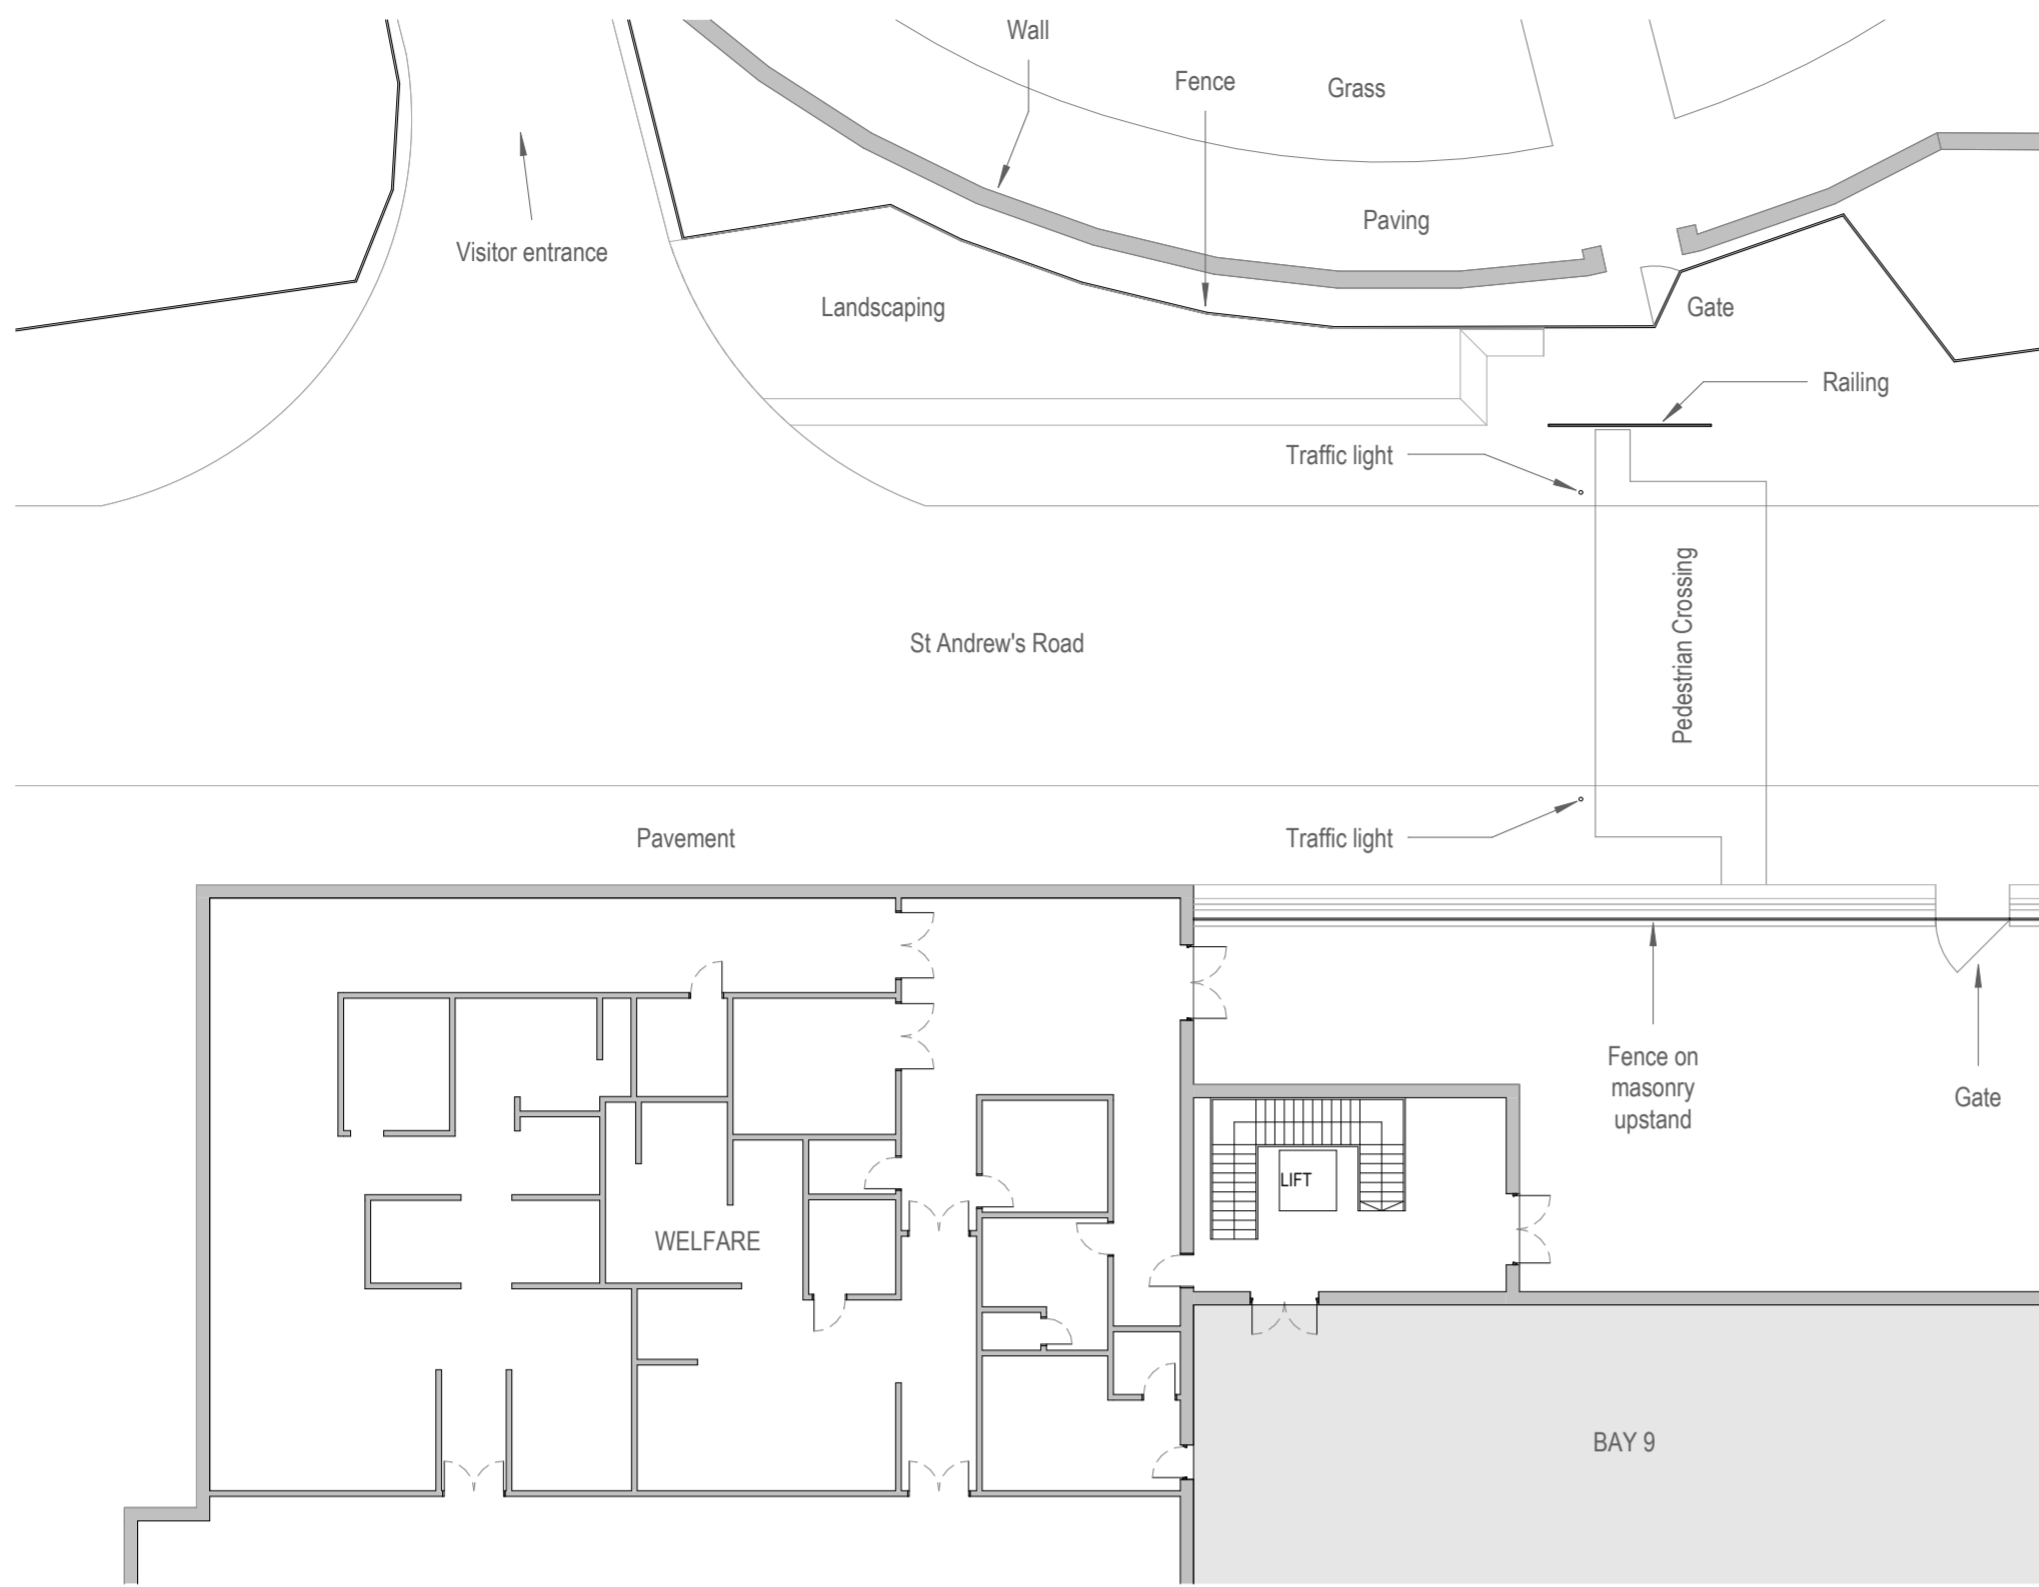 Wall
Fence
Grass
Paving
Visitor entrance
Landscaping
Gate
Railing
Traffic light
Pedestrian Crossing
St Andrew's Road
Pavement
Traffic light
Fence on
masonry
upstand
Gate
LIFT
WELFARE
BAY 9